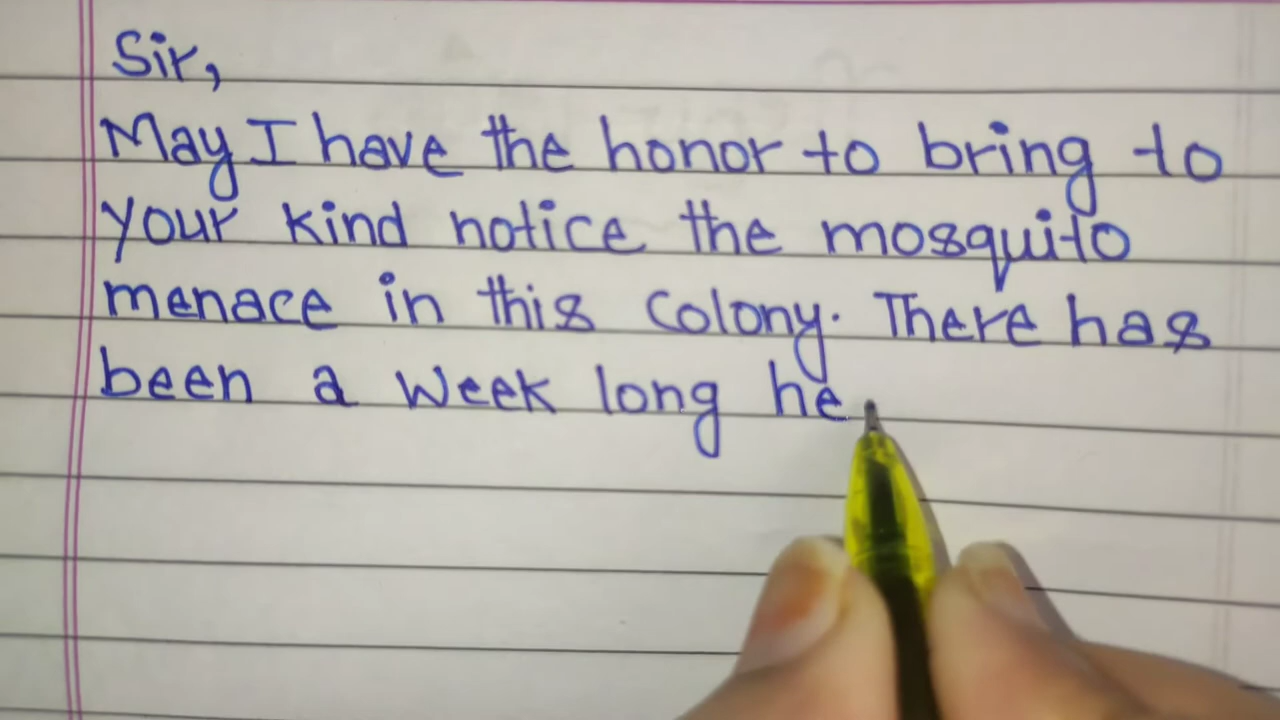 Sir,
May I have the honor to bring to
your kind notice the mosquito
menace in this Colony. There has
been a week long he